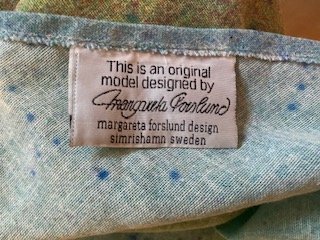 This is an original
model designed by
Margareta Forslund
margareta forslund design
simrishamn sweden